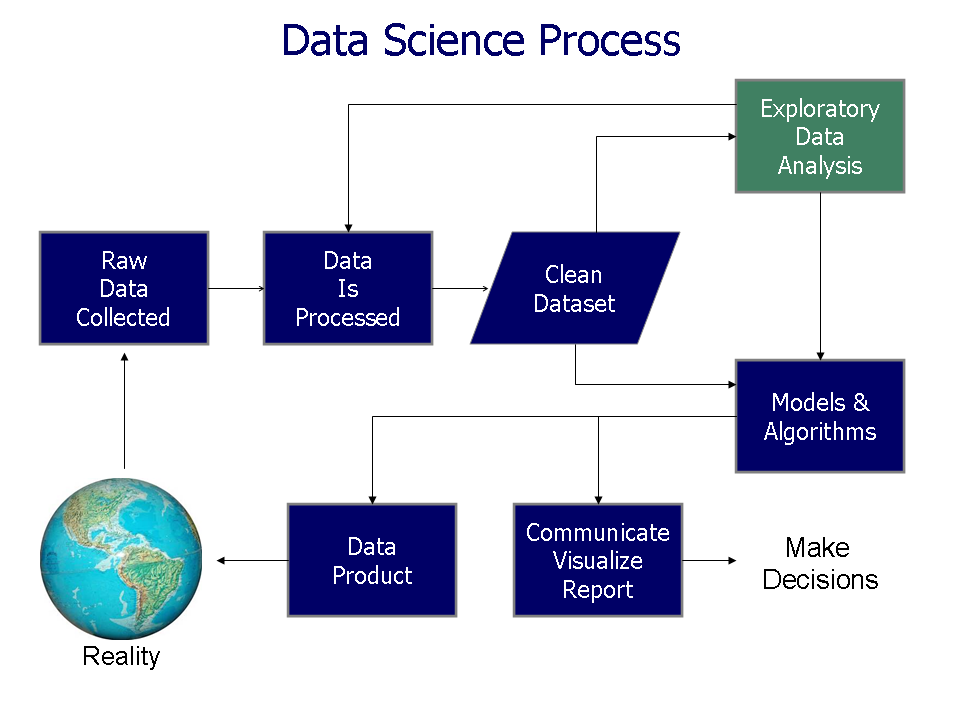 Data Science Process
Exploratory
Data
Analysis
Raw
Data
Collected
Data
Is
Processed
Clean
Dataset
Models &
Algorithms
Data
Product
Communicate
Visualize
Report
Make
Decisions
Reality